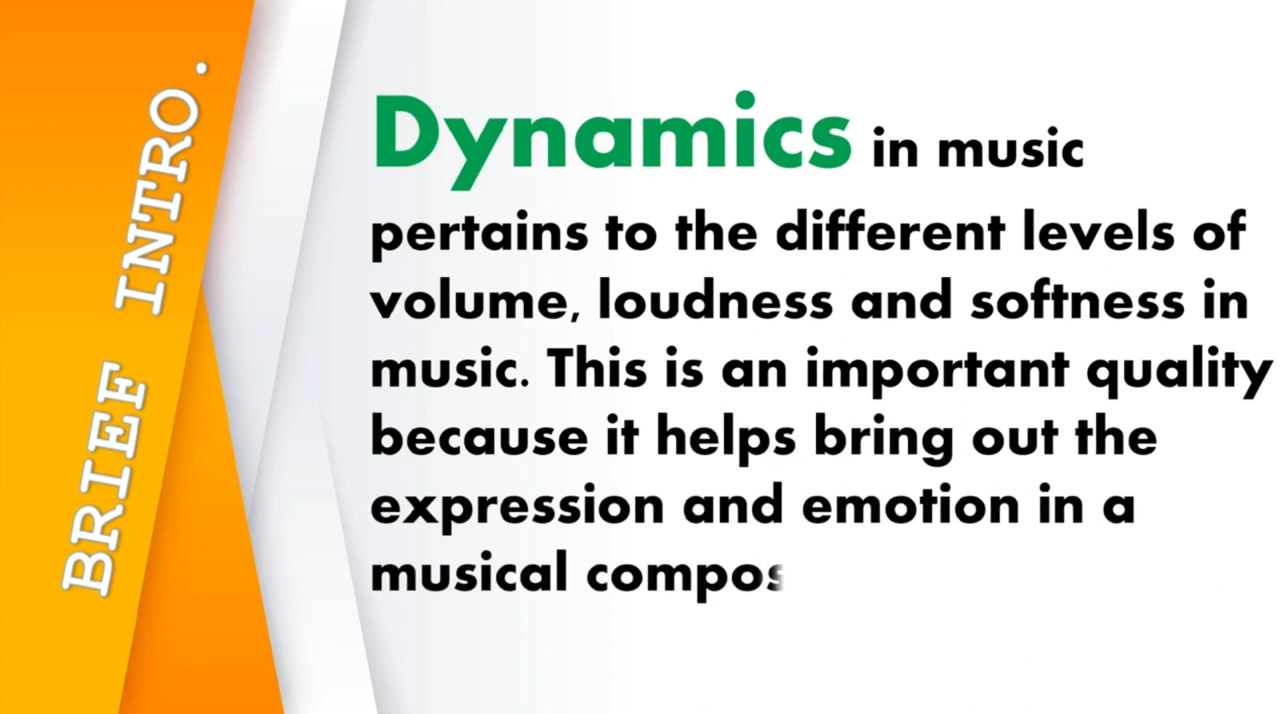 BRIEF INTRO.
Dynamics in music
pertains to the different levels of
volume, loudness and softness in
music. This is an important quality
because it helps bring out the
expression and emotion in a
musical compos